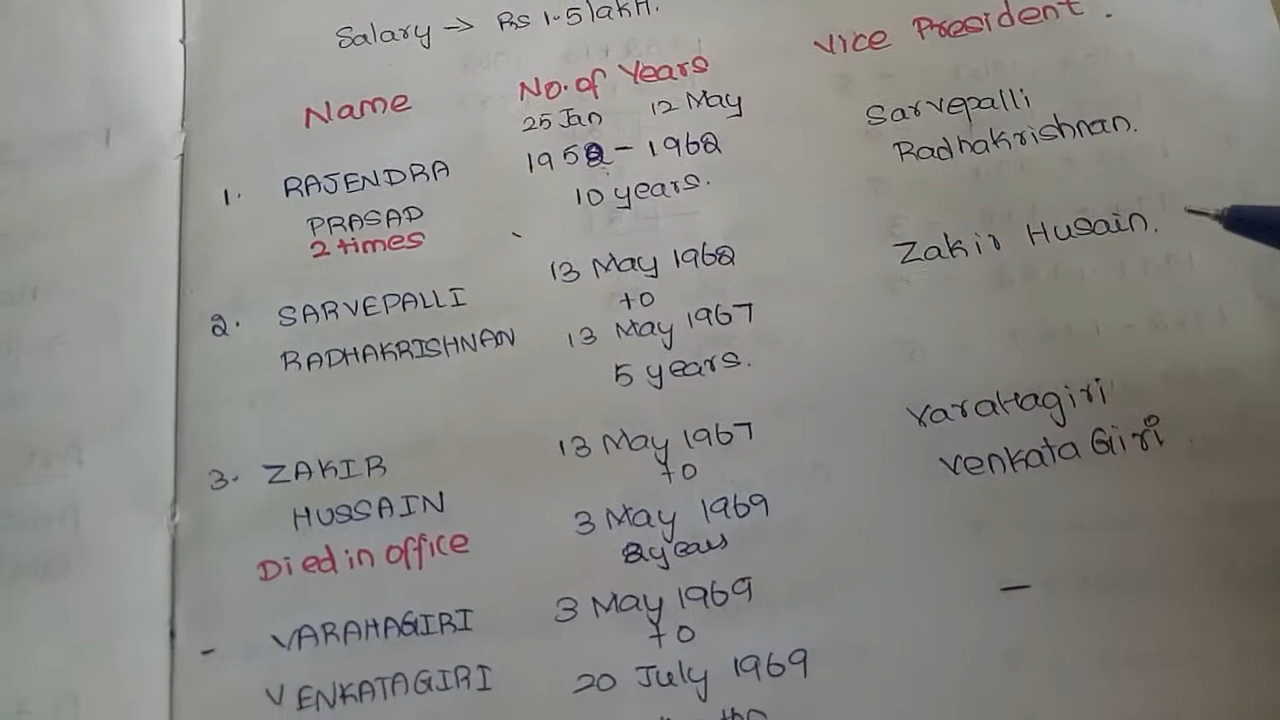 Salary → Rs 1.5 lakh.
Name No. of Years Vice President.
25 Jan 12 May
1. RAJENDRA 1952 - 1962 Sarvepalli
PRASAD 10 years. Radhakrishnan.
2 times
2. SARVEPALLI 13 May 1962 Zakir Husain.
RADHAKRISHNAN to
13 May 1967
5 years.
3. ZAKIR 13 May 1967 Varahagiri
HUSSAIN to Venkata Giri
Died in office 3 May 1969
2 years
- VARAHAGIRI 3 May 1969 -
VENKATAGIRI to
20 July 1969